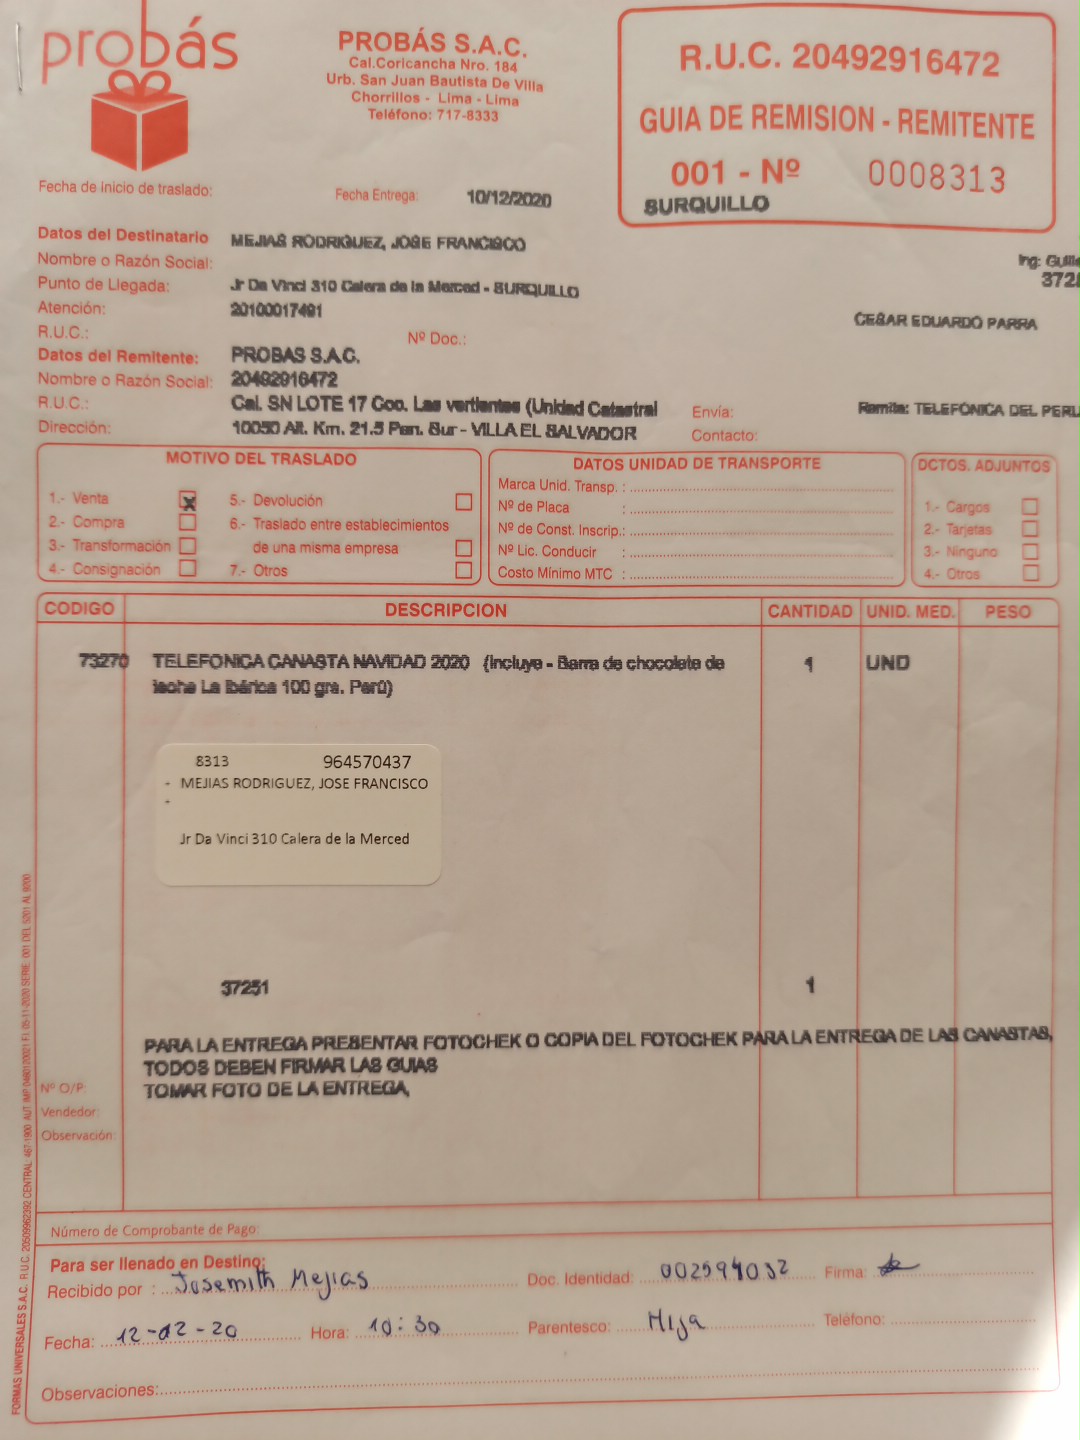 probás
PROBÁS S.A.C.
Cal.Coricancha Nro. 184
Urb. San Juan Bautista De Villa
Chorrillos - Lima - Lima
Teléfono: 717-8333
R.U.C. 20492916472
GUIA DE REMISION - REMITENTE
001 - Nº 0008313
SURQUILLO
Fecha de Inicio de traslado:
Fecha Entrega: 10/12/2020
Datos del Destinatario MEJIAS RODRIGUEZ, JOSE FRANCISCO
Nombre o Razón Social:
Ing: Guille
Punto de Llegada: Jr Da Vinci 310 Calera de la Merced - SURQUILLO
3728
Atención: 20100017491
CESAR EDUARDO PARRA
R.U.C.: Nº Doc.:
Datos del Remitente: PROBAS S.A.C.
Nombre o Razón Social: 20492916472
R.U.C.: Cal. SN LOTE 17 Coo. Las vertientes (Unidad Catastral
Envía: Remite: TELEFONICA DEL PERU
Dirección: 10050 Alt. Km. 21.5 Pan. Sur - VILLA EL SALVADOR
Contacto:
MOTIVO DEL TRASLADO
1.- Venta x
2.- Compra
3.- Transformación
4.- Consignación
5.- Devolución
6.- Traslado entre establecimientos
de una misma empresa
7.- Otros
DATOS UNIDAD DE TRANSPORTE
Marca Unid. Transp. :
Nº de Placa :
Nº de Const. Inscrip.:
Nº Lic. Conducir :
Costo Mínimo MTC :
DCTOS. ADJUNTOS
1.- Cargos
2.- Tarjetas
3.- Ninguno
4.- Otros
CODIGO DESCRIPCION CANTIDAD UNID. MED. PESO
73270 TELEFONICA CANASTA NAVIDAD 2020 (Incluye - Barra de chocolate de 1 UND
leche La Ibérica 100 grs. Perú)
8313 964570437
- MEJIAS RODRIGUEZ, JOSE FRANCISCO
-
Jr Da Vinci 310 Calera de la Merced
37251 1
PARA LA ENTREGA PRESENTAR FOTOCHEK O COPIA DEL FOTOCHEK PARA LA ENTREGA DE LAS CANASTAS,
TODOS DEBEN FIRMAR LAS GUIAS
TOMAR FOTO DE LA ENTREGA,
Nº O/P:
Vendedor:
Observación:
Número de Comprobante de Pago:
Para ser llenado en Destino:
Recibido por : Josemith Mejias Doc. Identidad: 002594032 Firma:
Fecha: 12-12-20 Hora: 10:30 Parentesco: Hija Teléfono:
Observaciones: